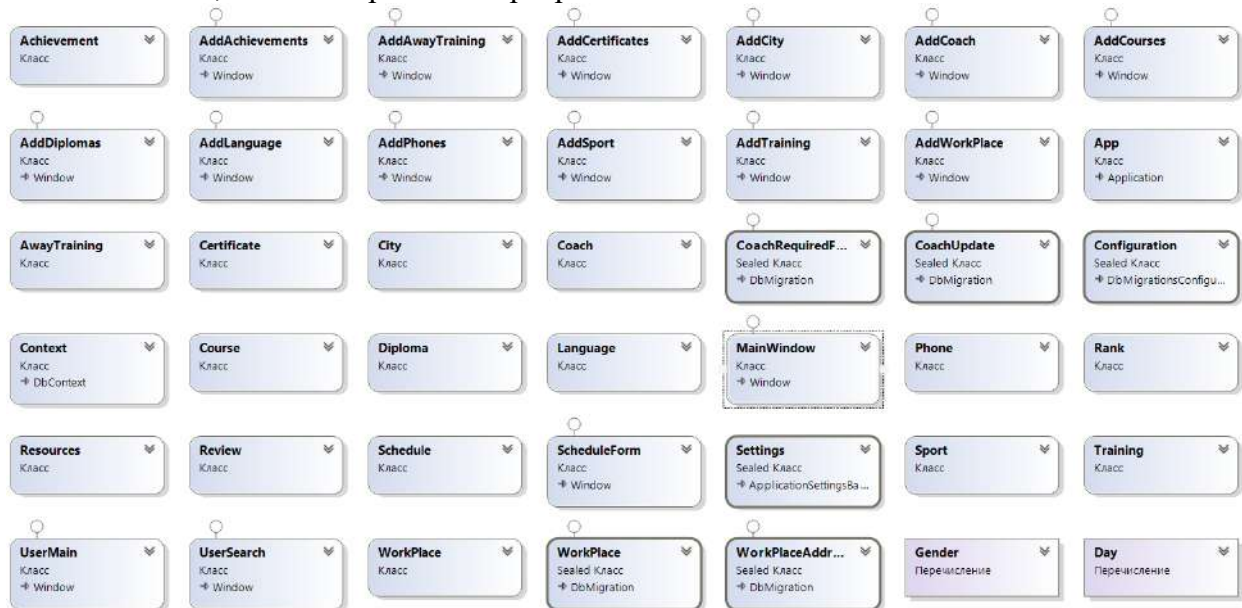 Achievement
Класс
AddAchievements
Класс
Window
AddAwayTraining
Класс
Window
AddCertificates
Класс
Window
AddCity
Класс
Window
AddCoach
Класс
Window
AddCourses
Класс
Window
AddDiplomas
Класс
Window
AddLanguage
Класс
Window
AddPhones
Класс
Window
AddSport
Класс
Window
AddTraining
Класс
Window
AddWorkPlace
Класс
Window
App
Класс
Application
AwayTraining
Класс
Certificate
Класс
City
Класс
Coach
Класс
CoachRequiredF...
Sealed Класс
DbMigration
CoachUpdate
Sealed Класс
DbMigration
Configuration
Sealed Класс
DbMigrationsConfigu...
Context
Класс
DbContext
Course
Класс
Diploma
Класс
Language
Класс
MainWindow
Класс
Window
Phone
Класс
Rank
Класс
Resources
Класс
Review
Класс
Schedule
Класс
ScheduleForm
Класс
Window
Settings
Sealed Класс
ApplicationSettingsBa...
Sport
Класс
Training
Класс
UserMain
Класс
Window
UserSearch
Класс
Window
WorkPlace
Класс
WorkPlace
Sealed Класс
DbMigration
WorkPlaceAddr...
Sealed Класс
DbMigration
Gender
Перечисление
Day
Перечисление